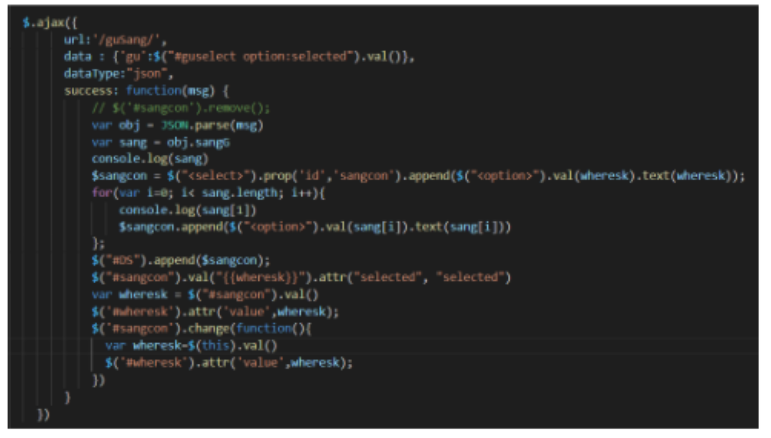 $.ajax({
url:'/guSang/',
data : {'gu':$("#guselect option:selected").val()},
dataType:"json",
success: function(msg) {
// $('#sangcon').remove();
var obj = JSON.parse(msg)
var sang = obj.sangG
console.log(sang)
$sangcon = $("<select>").prop('id','sangcon').append($("<option>").val(wheresk).text(wheresk));
for(var i=0; i< sang.length; i++){
console.log(sang[i])
$sangcon.append($("<option>").val(sang[i]).text(sang[i]))
};
$("#DS").append($sangcon);
$("#sangcon").val("{{wheresk}}").attr("selected", "selected")
var wheresk = $("#sangcon").val()
$('#wheresk').attr('value',wheresk);
$('#sangcon').change(function(){
var wheresk=$(this).val()
$('#wheresk').attr('value',wheresk);
})
}
})